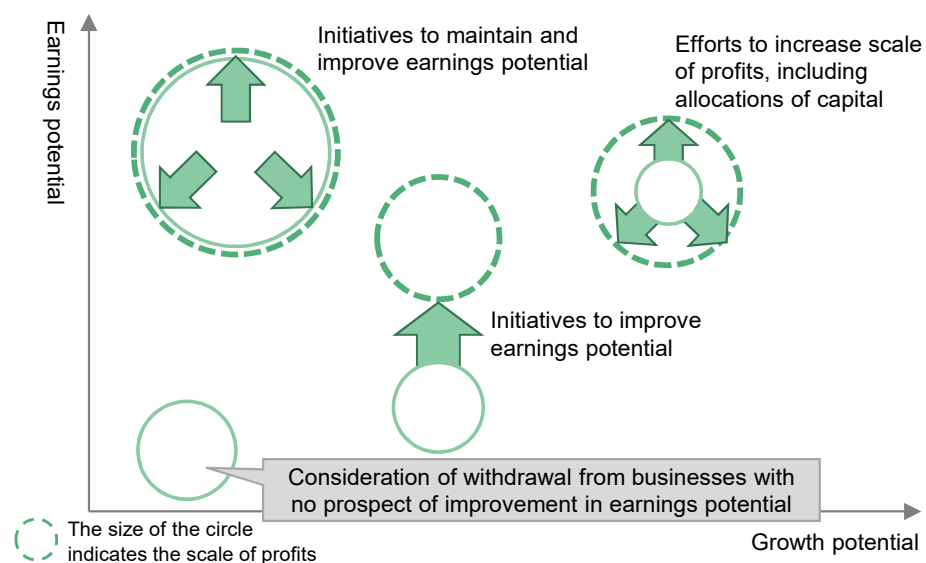 Earnings potential
Initiatives to maintain and
improve earnings potential
Efforts to increase scale
of profits, including
allocations of capital
Initiatives to improve
earnings potential
Consideration of withdrawal from businesses with
no prospect of improvement in earnings potential
The size of the circle
indicates the scale of profits
Growth potential